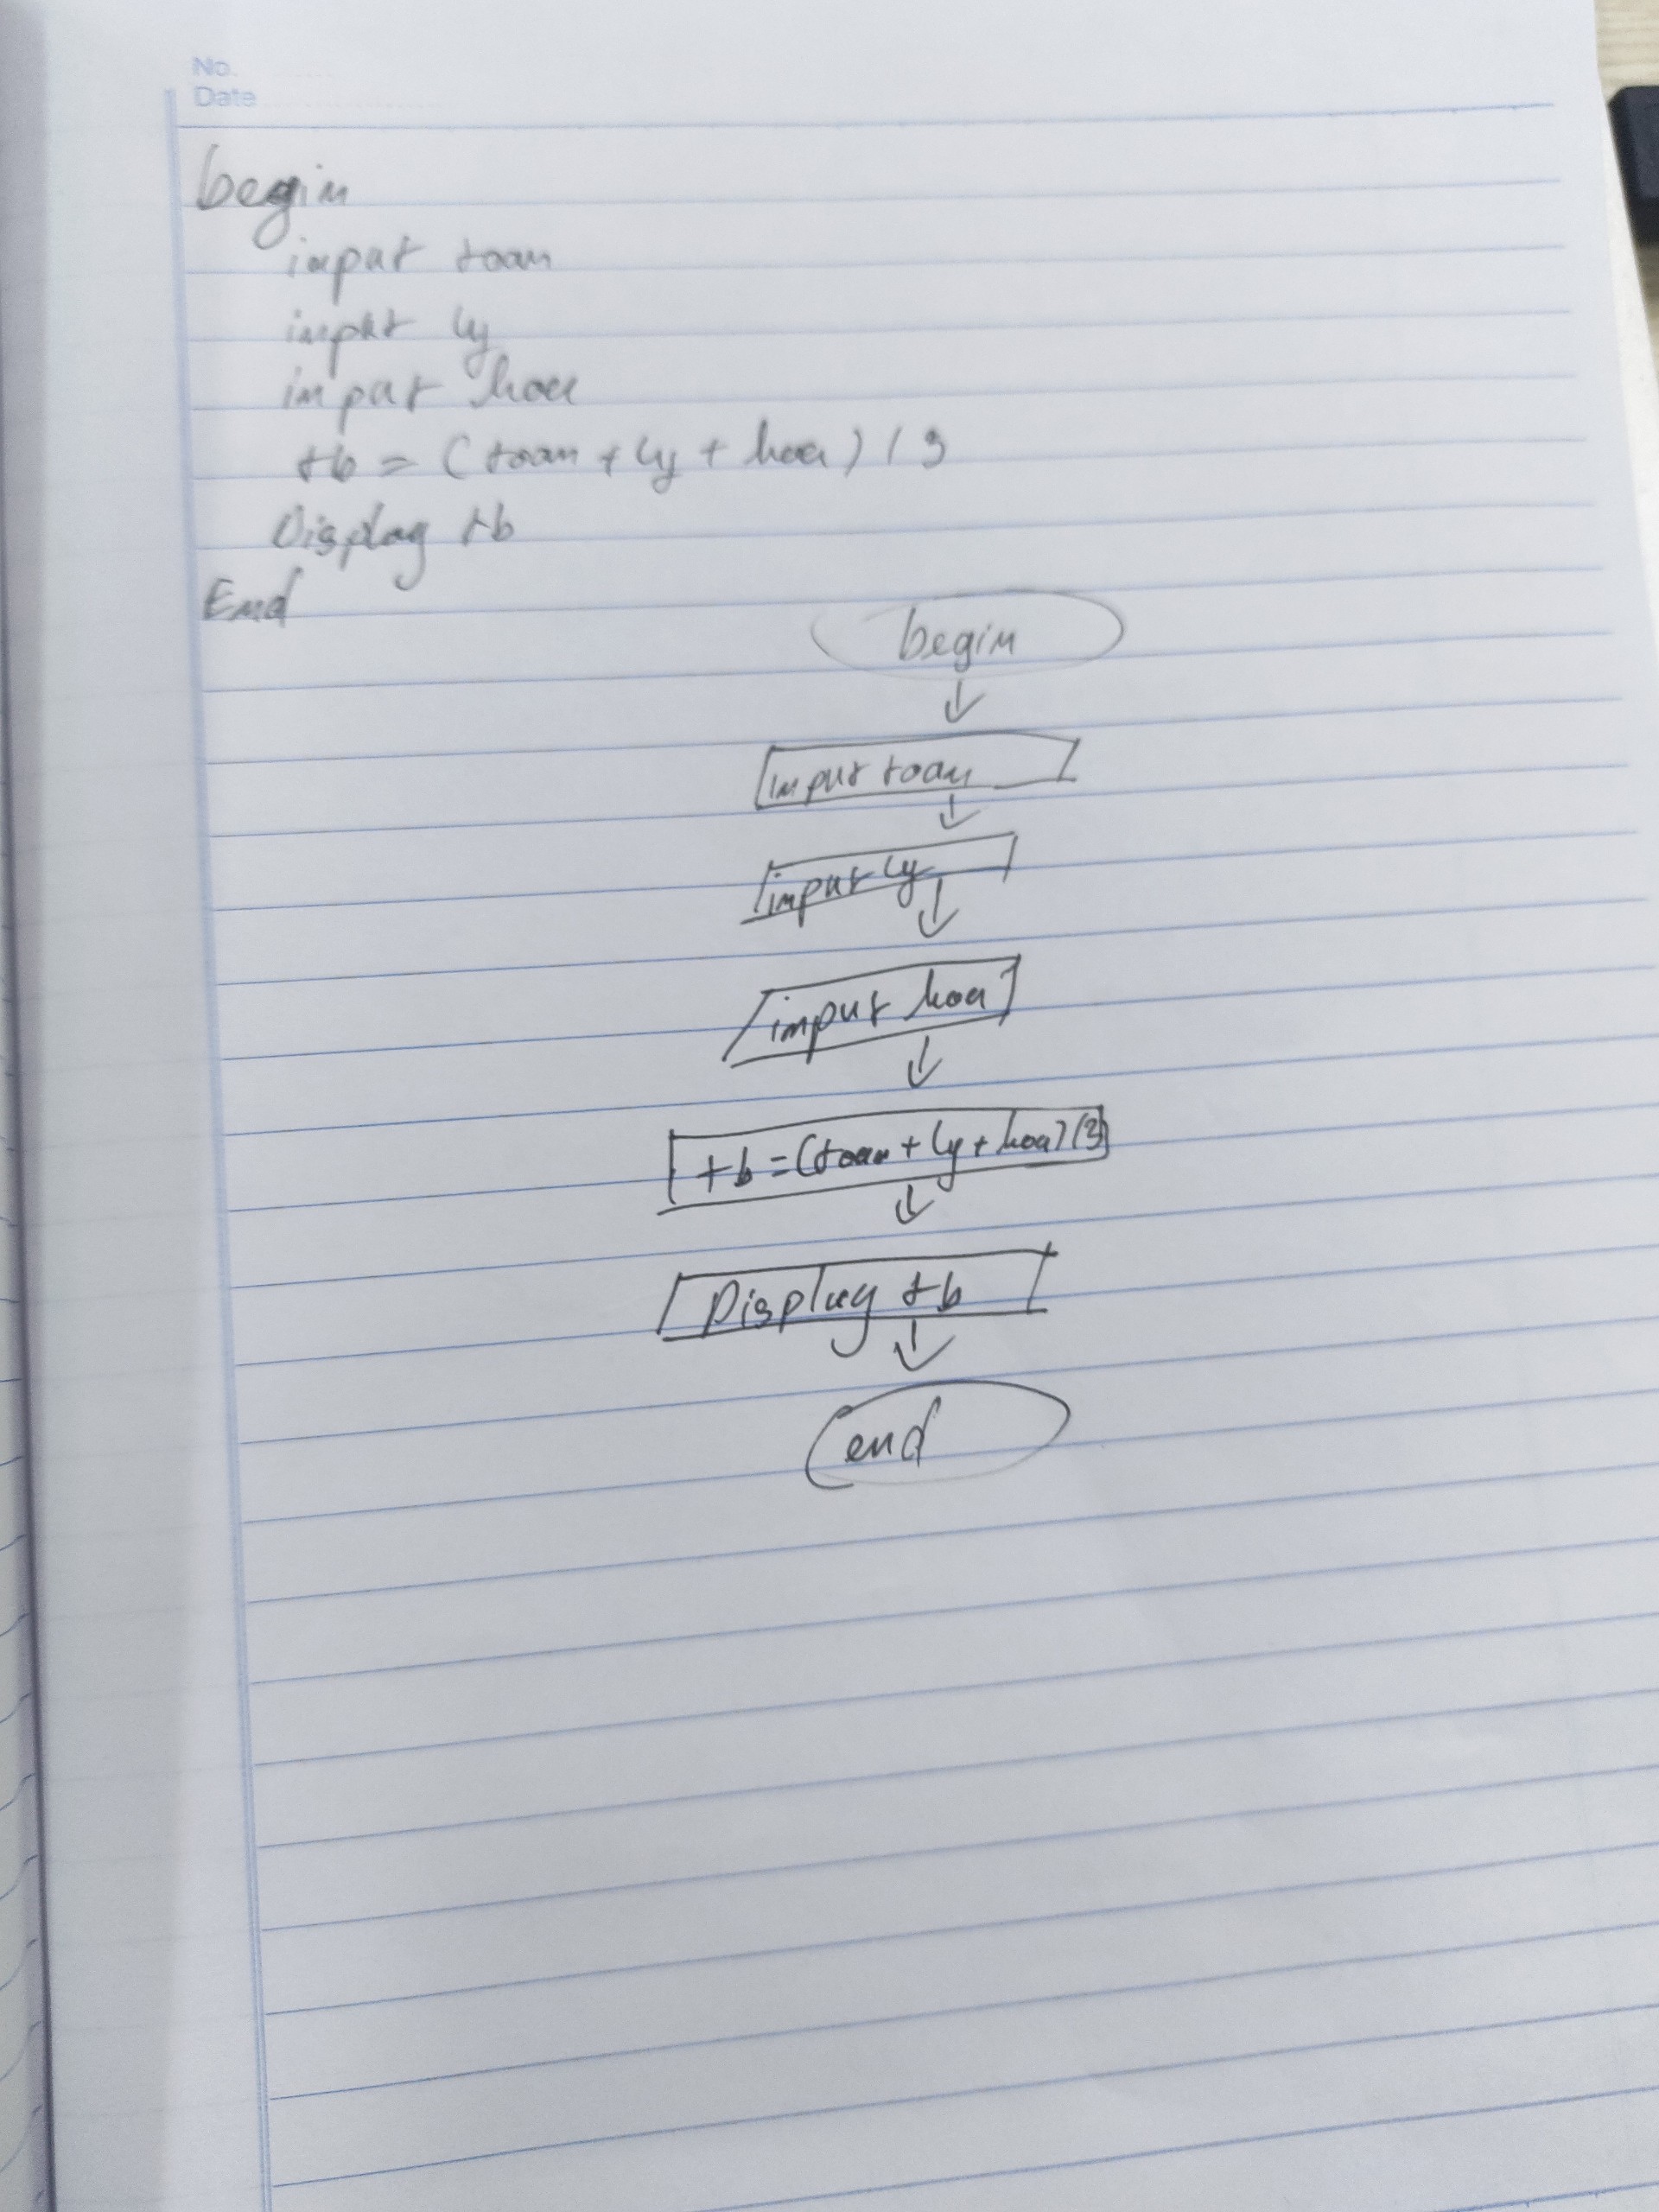 No.
Date
begin
input toan
input ly
input hoa
tb = (toan + ly + hoa) / 3
Display tb
End
begin
input toan
input ly
input hoa
tb = (toan + ly + hoa) / 3
Display tb
end